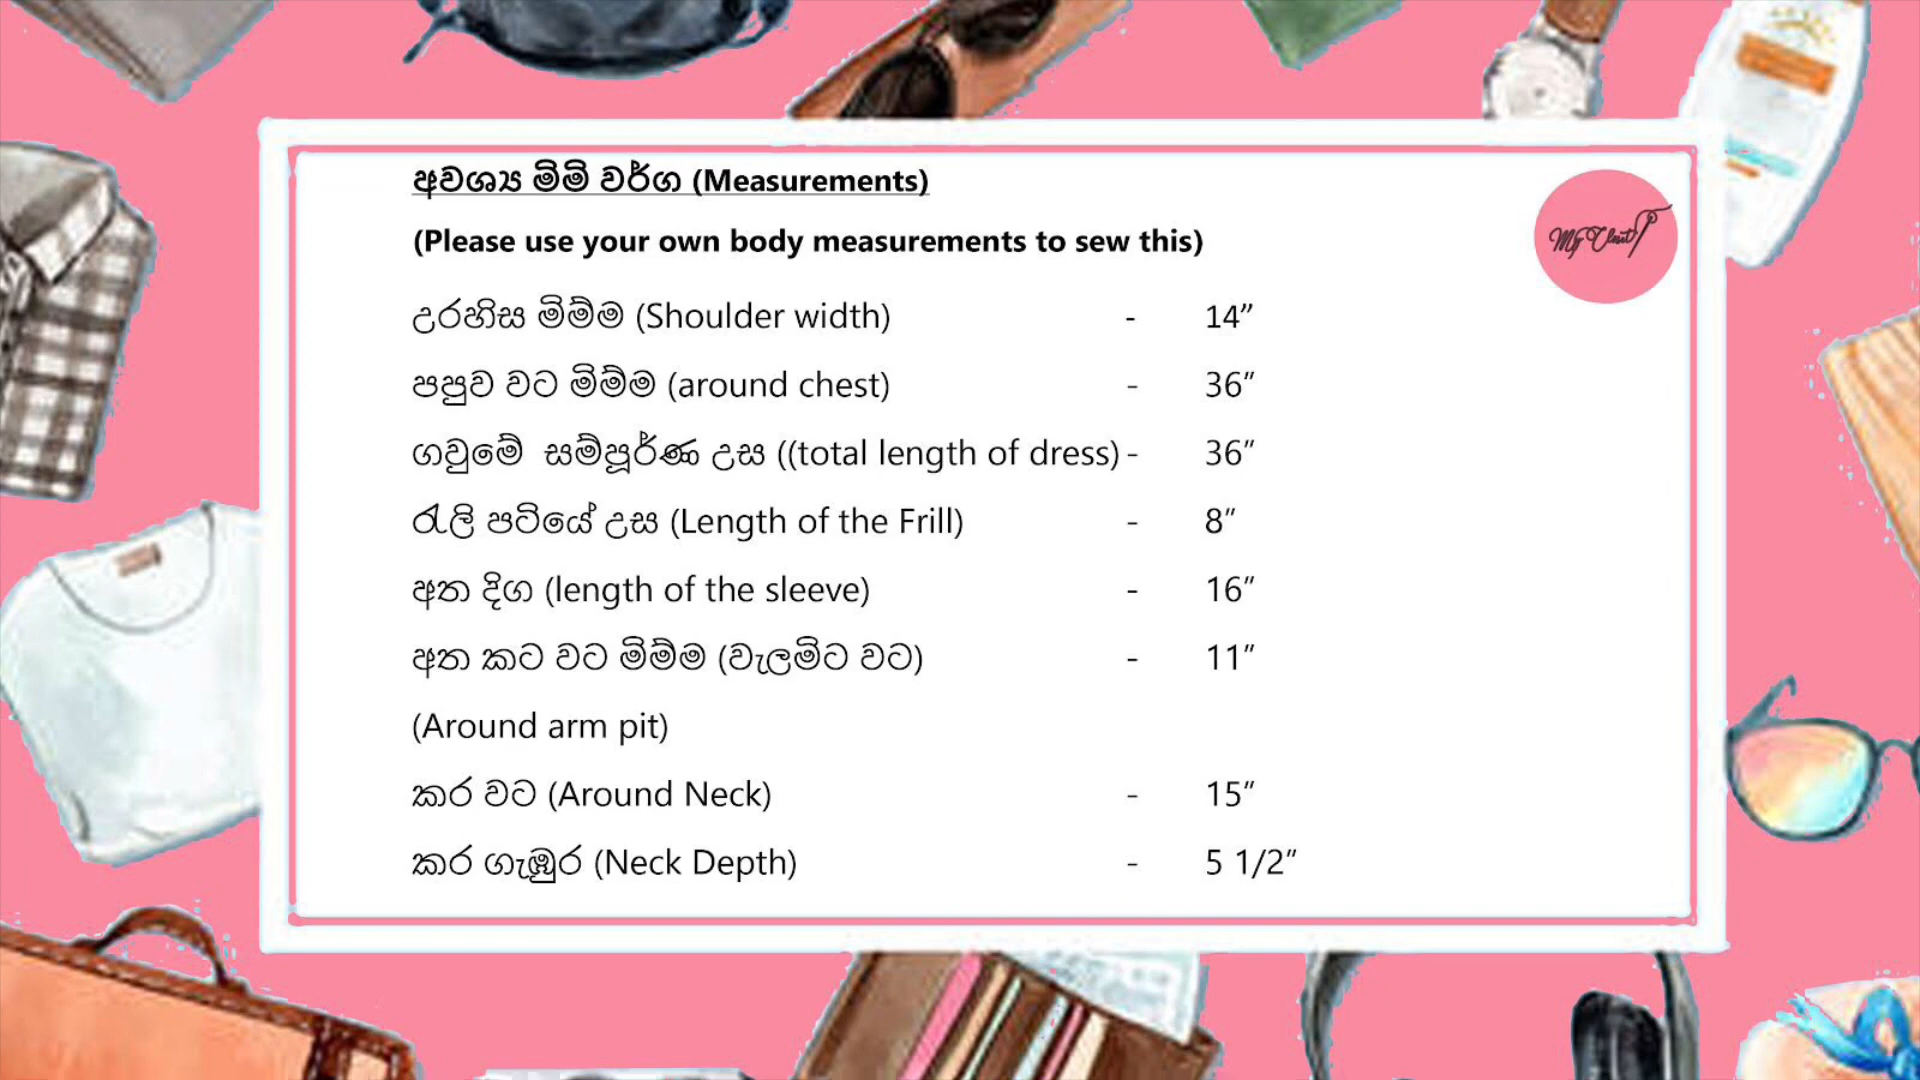 අවශ්‍ය මිමි වර්ග (Measurements)
(Please use your own body measurements to sew this)
උරහිස මිම්ම (Shoulder width) - 14”
පපුව වට මිම්ම (around chest) - 36”
ගවුමේ සම්පූර්ණ උස ((total length of dress) - 36”
රැලි පටියේ උස (Length of the Frill) - 8”
අත දිග (length of the sleeve) - 16”
අත කට වට මිම්ම (වැලමිට වට) - 11”
(Around arm pit)
කර වට (Around Neck) - 15”
කර ගැඹුර (Neck Depth) - 5 1/2”